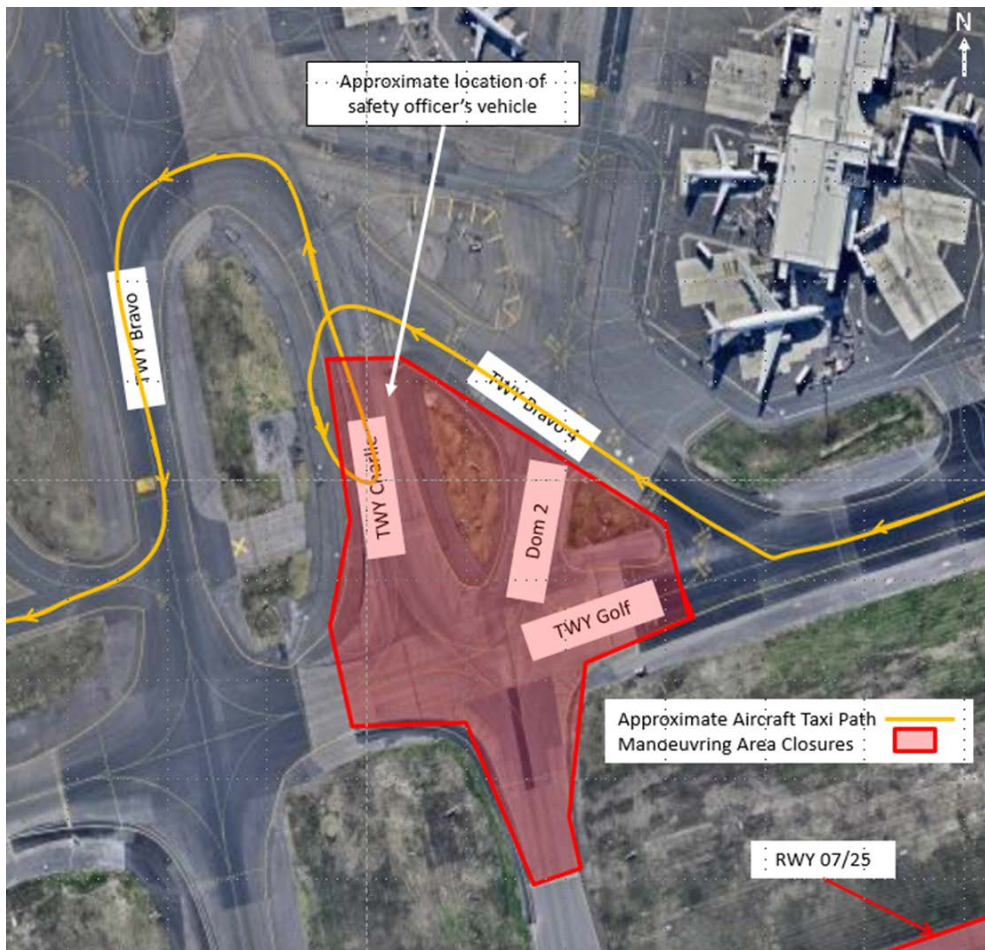 N
Approximate location of
safety officer's vehicle
TWY Bravo
TWY Bravo 4
TWY Charlie
Dom 2
TWY Golf
Approximate Aircraft Taxi Path
Manoeuvring Area Closures
RWY 07/25